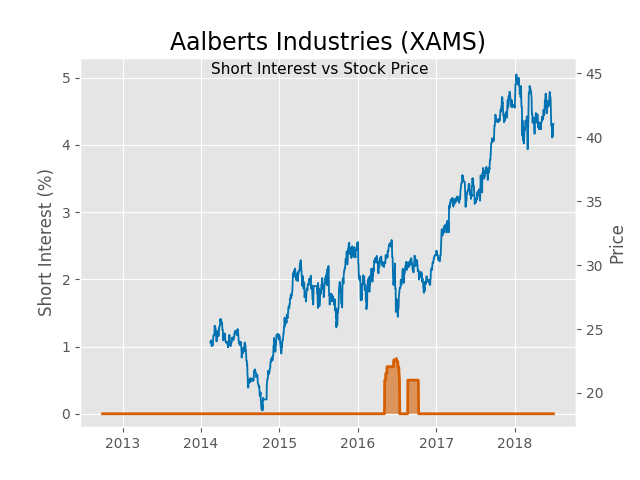 Aalberts Industries (XAMS)
Short Interest vs Stock Price
Short Interest (%)
5
4
3
2
1
0
45
40
35
30
25
20
Price
2013 2014 2015 2016 2017 2018